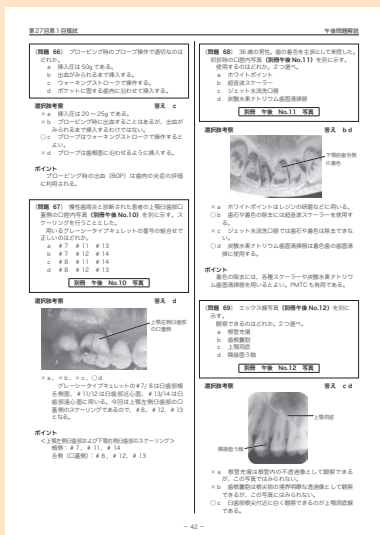 第27回第1回模試
午後問題解説
(問題 66) プロービング時のプローブ操作で適切なのは
どれか。
a 挿入圧は50gである。
b 出血がみられるまで挿入する。
c ウォーキングストロークで操作する。
d ポケットに面する歯肉に沿わせて挿入する。
選択肢考察
答え c
×a 挿入圧は20～25gである。
×b プロービング時に出血することはあるが、出血が
みられるまで挿入するわけではない。
○c プローブはウォーキングストロークで操作すると
よい。
×d プローブは歯根面に沿わせるように挿入する。
ポイント
プロービング時の出血（BOP）は歯肉の炎症の評価
に利用される。
(問題 67) 慢性歯周炎と診断された患者の上顎臼歯部口
蓋側の口腔内写真（別冊午後No.10）を別に示す。ス
ケーリングを行うこととした。
用いるグレーシータイプキュレットの番号の組合せで
正しいのはどれか。
a #7 #11 #13
b #7 #12 #14
c #8 #11 #14
d #8 #12 #13
別冊 午後 No.10 写真
選択肢考察
答え d
上顎左側臼歯部
の口蓋側
×a、×b、×c、○d
グレーシータイプキュレットの#7/8は臼歯部頰
舌側面、#11/12は臼歯部近心面、#13/14は臼
歯部遠心面に用いる。今回は上顎左側臼歯部の口
蓋側のスケーリングであるので、#8、#12、#13
となる。
ポイント
＜上顎左側臼歯部および下顎右側臼歯部のスケーリング＞
頰側：#7、#11、#14
舌側（口蓋側）：#8、#12、#13
(問題 68) 36歳の男性。歯の着色を主訴として来院した。
初診時の口腔内写真（別冊午後No.11）を別に示す。
使用するのはどれか。2つ選べ。
a ホワイトポイント
b 超音波スケーラー
c ジェット水流洗口器
d 炭酸水素ナトリウム歯面清掃器
別冊 午後 No.11 写真
選択肢考察
答え b d
下顎前歯舌側
の着色
×a ホワイトポイントはレジンの研磨などに用いる。
○b 歯石や着色の除去には超音波スケーラーを使用す
る。
×c ジェット水流洗口器では歯石や着色は除去できな
い。
○d 炭酸水素ナトリウム歯面清掃器は着色歯の歯面清
掃に使用する。
ポイント
着色の除去には、各種スケーラーや炭酸水素ナトリウ
ム歯面清掃器を用いるとよい。PMTCも有用である。
(問題 69) エックス線写真（別冊午後No.12）を別に
示す。
観察できるのはどれか。2つ選べ。
a 根管充填
b 歯根嚢胞
c 上顎洞底
d 隣接面う蝕
別冊 午後 No.12 写真
選択肢考察
答え c d
上顎洞底
隣接面う蝕
×a 根管充填は根管内の不透過像として観察できる
が、この写真ではみられない。
×b 歯根嚢胞は根尖部の境界明瞭な透過像として観察
できるが、この写真にはみられない。
○c 臼歯部根尖付近に白く観察できるのが上顎洞底線
である。
－ 42 －